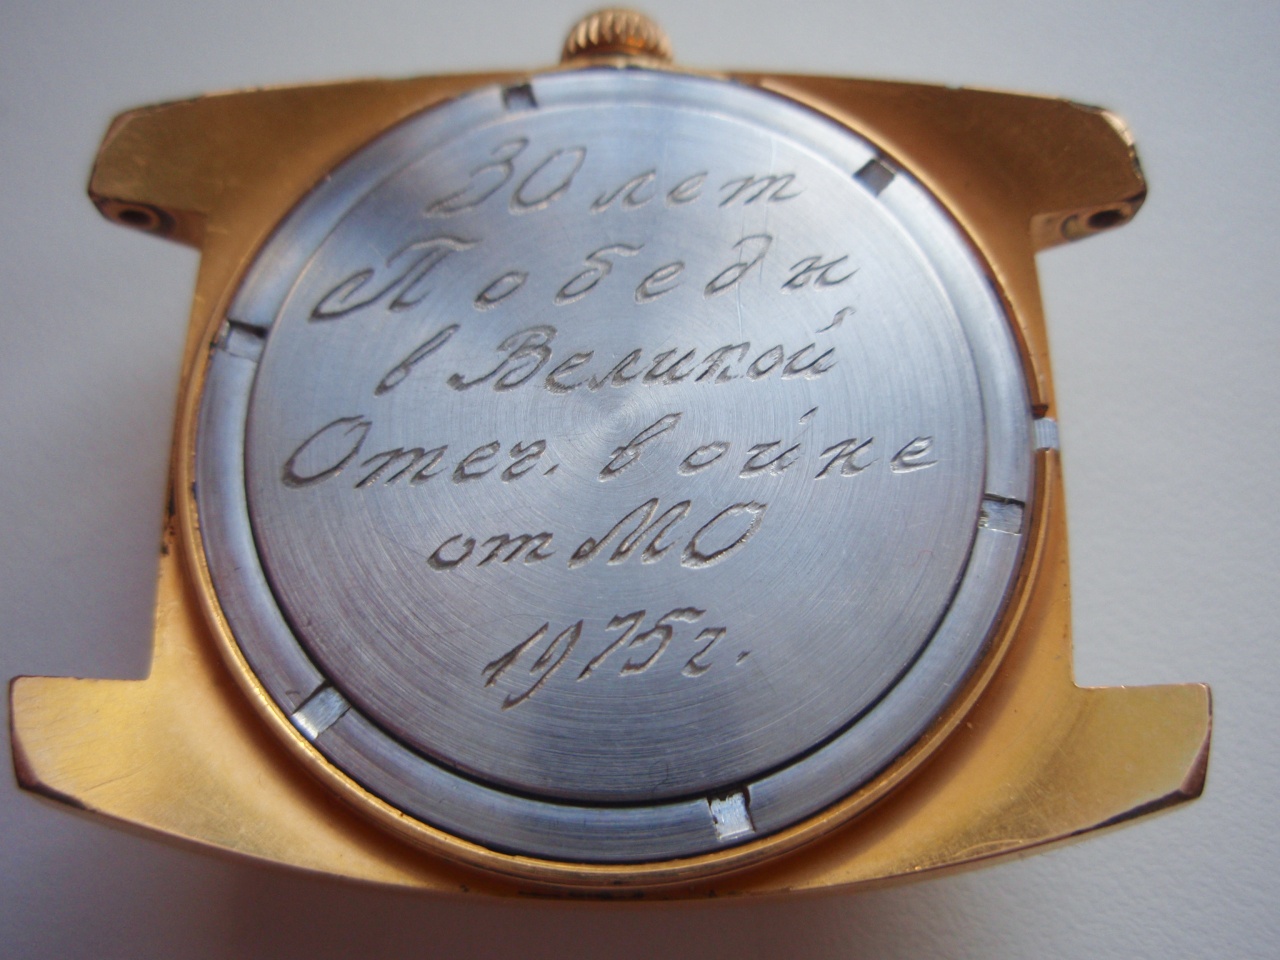 30 лет
Победы
в Великой
Отеч. войне
от МО
1975г.